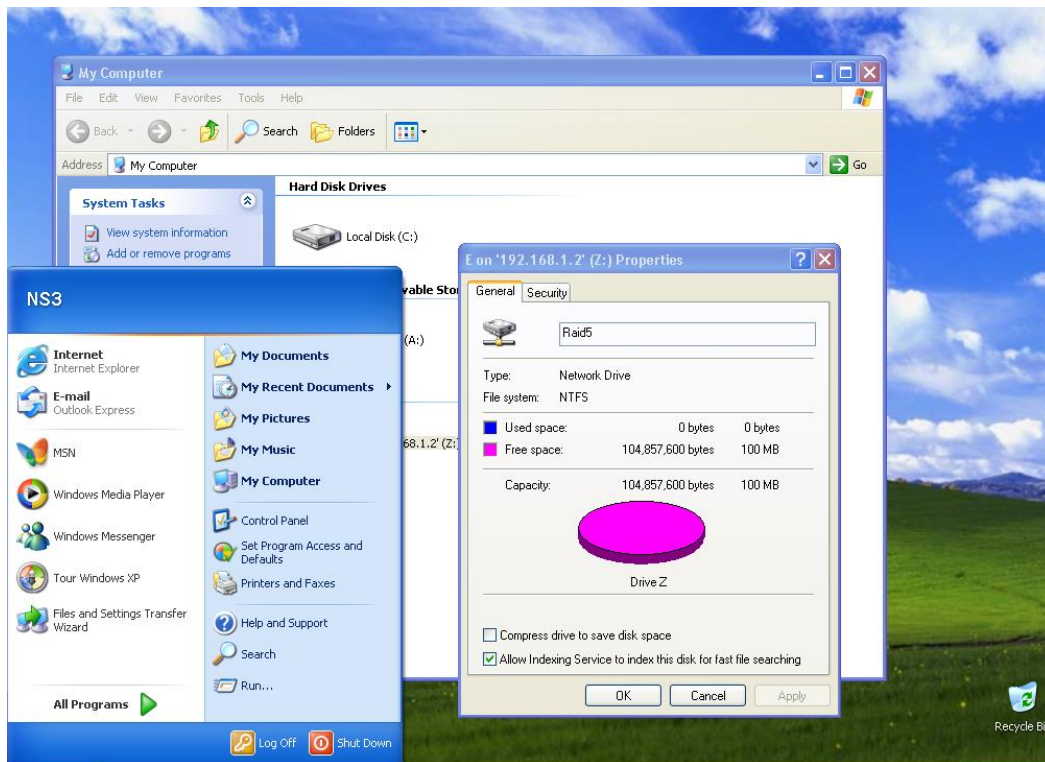 My Computer
File Edit View Favorites Tools Help
Back Search Folders
Address My Computer Go
System Tasks
View system information
Add or remove programs
Hard Disk Drives
Local Disk (C:)
vable Sto
(A:)
68.1.2' (Z:)
E on '192.168.1.2' (Z:) Properties
General Security
Raid5
Type: Network Drive
File system: NTFS
Used space: 0 bytes 0 bytes
Free space: 104,857,600 bytes 100 MB
Capacity: 104,857,600 bytes 100 MB
Drive Z
Compress drive to save disk space
Allow Indexing Service to index this disk for fast file searching
OK Cancel Apply
NS3
Internet
Internet Explorer
E-mail
Outlook Express
MSN
Windows Media Player
Windows Messenger
Tour Windows XP
Files and Settings Transfer
Wizard
All Programs
My Documents
My Recent Documents
My Pictures
My Music
My Computer
Control Panel
Set Program Access and
Defaults
Printers and Faxes
Help and Support
Search
Run...
Log Off Shut Down
Recycle Bi